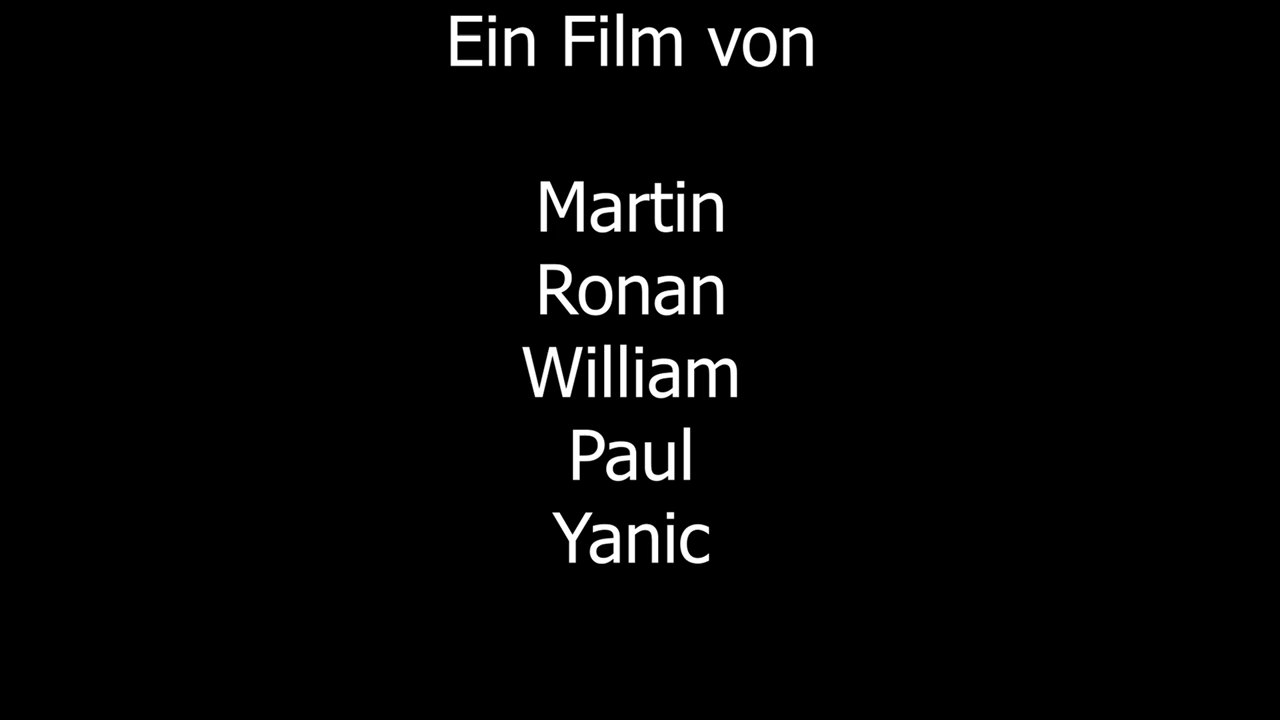 Ein Film von
Martin
Ronan
William
Paul
Yanic